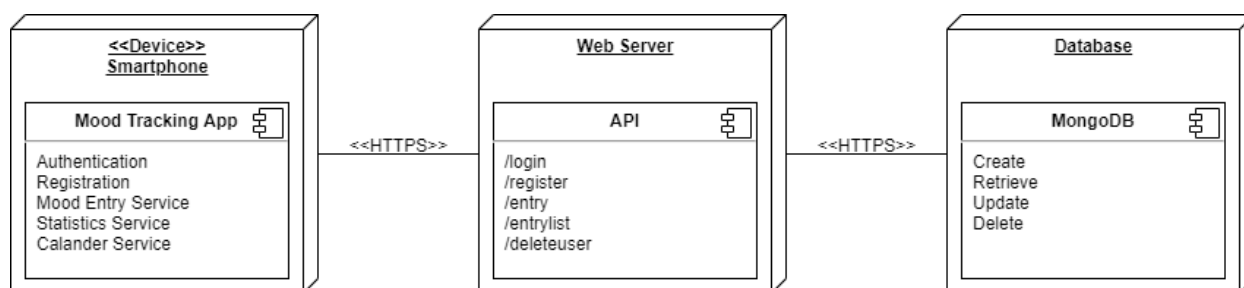 <<Device>>
Smartphone
Mood Tracking App
Authentication
Registration
Mood Entry Service
Statistics Service
Calander Service
<<HTTPS>>
Web Server
API
/login
/register
/entry
/entrylist
/deleteuser
<<HTTPS>>
Database
MongoDB
Create
Retrieve
Update
Delete